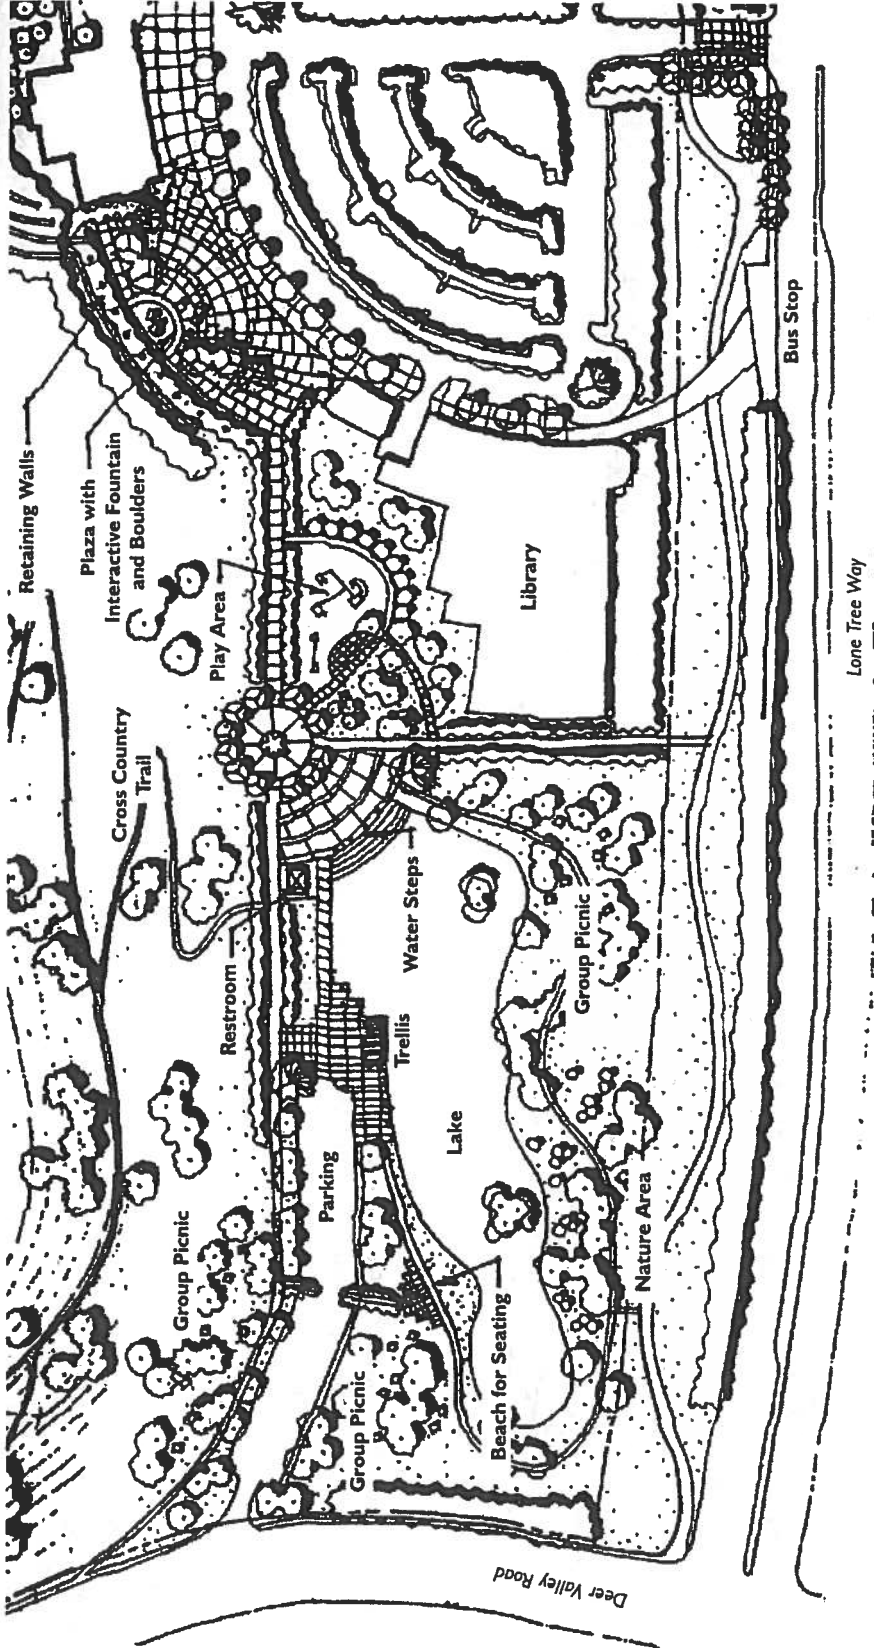 Retaining Walls
Plaza with
Interactive Fountain
and Boulders
Play Area
Cross Country
Trail
Restroom
Group Picnic
Parking
Trellis
Water Steps
Library
Bus Stop
Lone Tree Way
Lake
Group Picnic
Nature Area
Beach for Seating
Group Picnic
Deer Valley Road